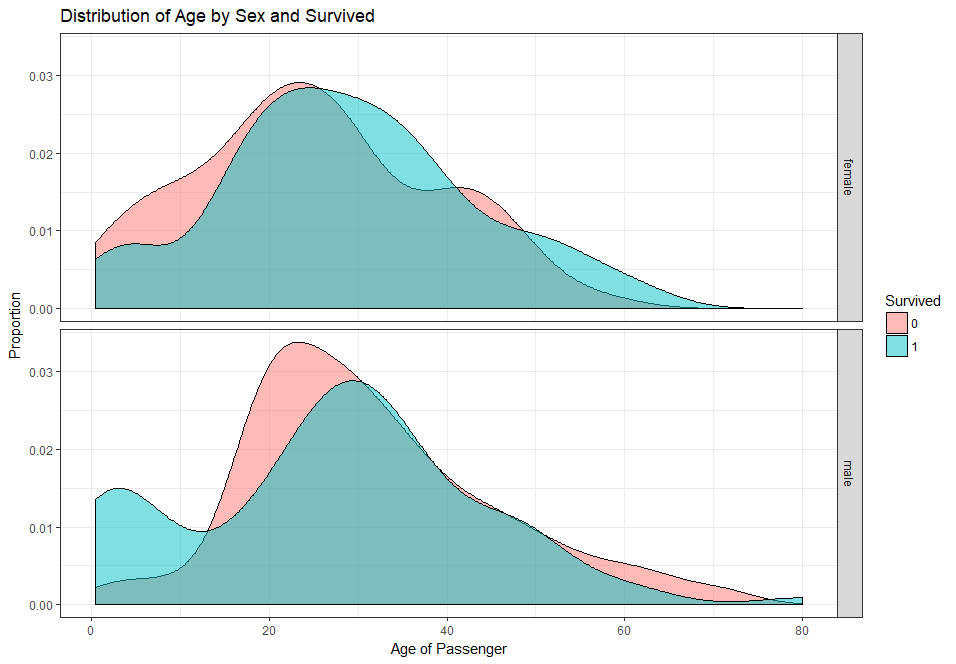 Distribution of Age by Sex and Survived
Proportion
0.03
0.02
0.01
0.00
female
0.03
0.02
0.01
0.00
male
0 20 40 60 80
Age of Passenger
Survived
0
1